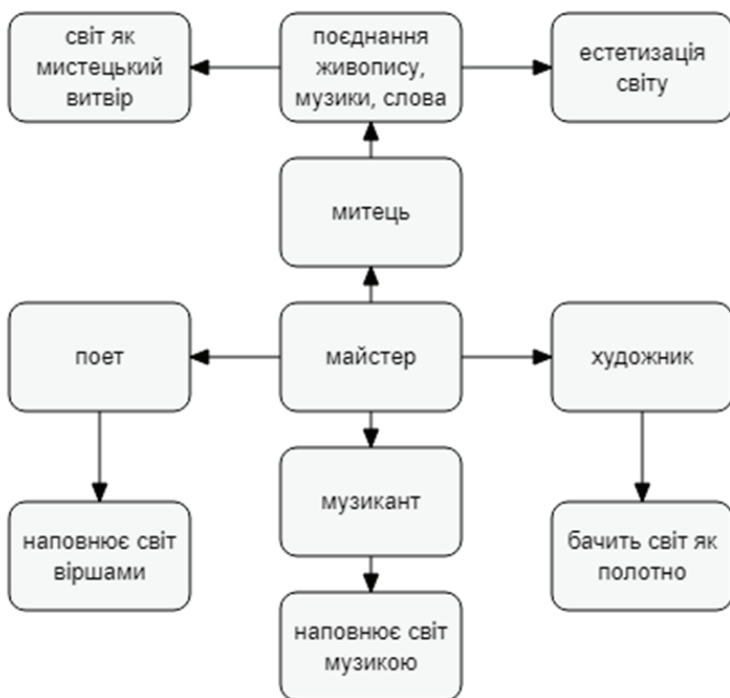 світ як
мистецький
витвір
поєднання
живопису,
музики, слова
естетизація
світу
митець
поет
майстер
художник
музикант
наповнює світ
віршами
бачить світ як
полотно
наповнює світ
музикою